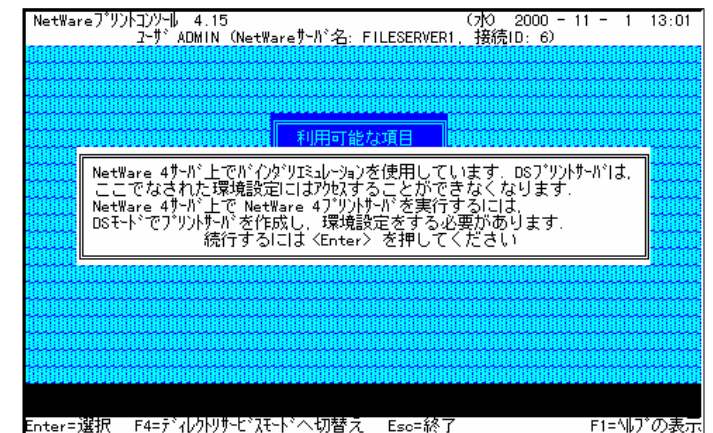 NetWareﾌﾟﾘﾝﾄｺﾝｿｰﾙ 4.15 (水) 2000 - 11 - 1 13:01
ﾕｰｻﾞ ADMIN (NetWareｻｰﾊﾞ名: FILESERVER1, 接続ID: 6)
利用可能な項目
NetWare 4ｻｰﾊﾞ上でﾊﾞｲﾝﾀﾞﾘｴﾐｭﾚｰｼｮﾝを使用しています. DSﾌﾟﾘﾝﾄｻｰﾊﾞは,
ここでなされた環境設定にはｱｸｾｽすることができなくなります.
NetWare 4ｻｰﾊﾞ上で NetWare 4ﾌﾟﾘﾝﾄｻｰﾊﾞを実行するには,
DSﾓｰﾄﾞでﾌﾟﾘﾝﾄｻｰﾊﾞを作成し, 環境設定をする必要があります.
続行するには <Enter> を押してください
Enter=選択 F4=ﾃﾞｨﾚｸﾄﾘｻｰﾋﾞｽﾓｰﾄﾞへ切替え Esc=終了 F1=ﾍﾙﾌﾟの表示